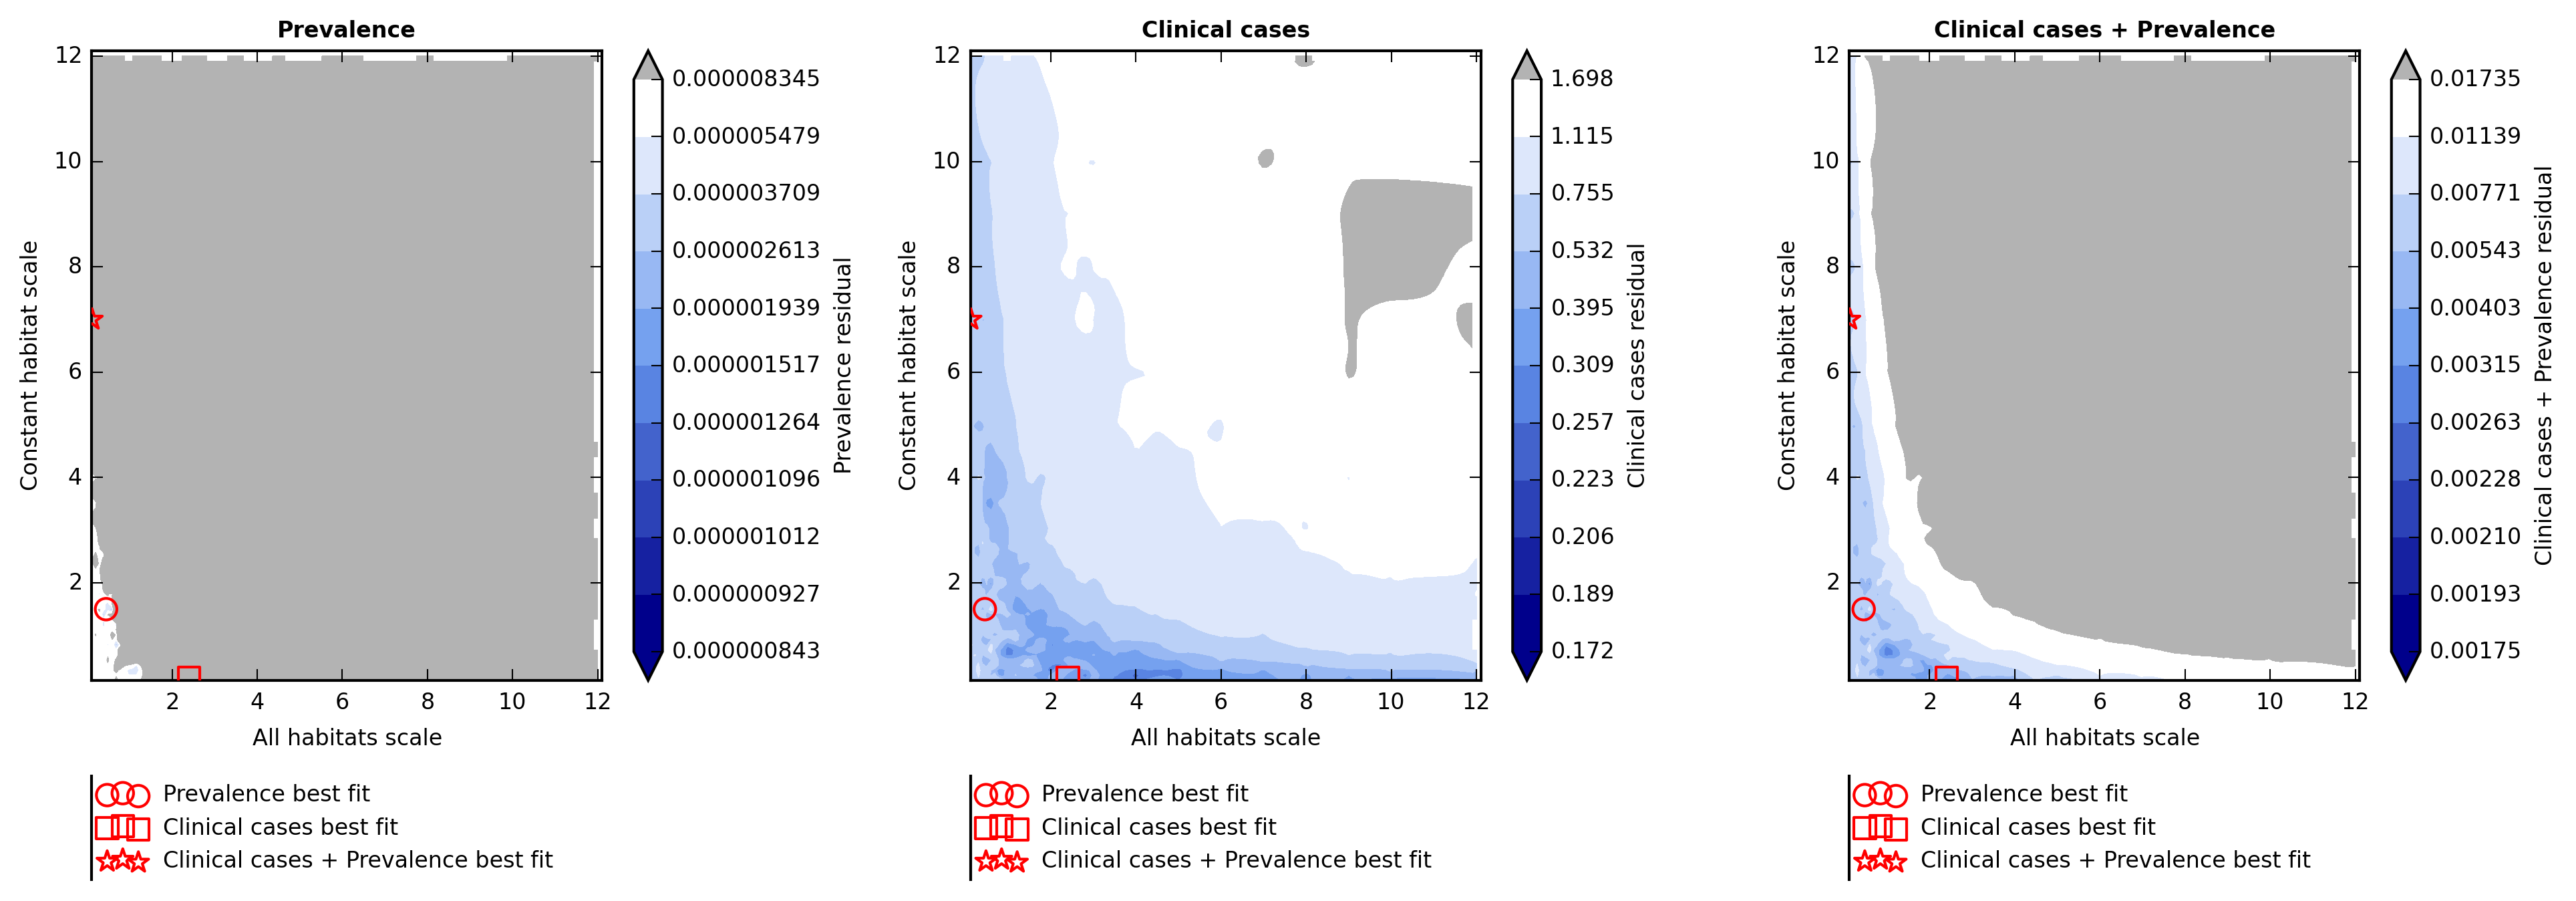 Prevalence
12
10
8
6
4
2
2 4 6 8 10 12
Constant habitat scale
All habitats scale
0.000008345
0.000005479
0.000003709
0.000002613
0.000001939
0.000001517
0.000001264
0.000001096
0.000001012
0.000000927
0.000000843
Prevalence residual
Prevalence best fit
Clinical cases best fit
Clinical cases + Prevalence best fit
Clinical cases
12
10
8
6
4
2
2 4 6 8 10 12
Constant habitat scale
All habitats scale
1.698
1.115
0.755
0.532
0.395
0.309
0.257
0.223
0.206
0.189
0.172
Clinical cases residual
Prevalence best fit
Clinical cases best fit
Clinical cases + Prevalence best fit
Clinical cases + Prevalence
12
10
8
6
4
2
2 4 6 8 10 12
Constant habitat scale
All habitats scale
0.01735
0.01139
0.00771
0.00543
0.00403
0.00315
0.00263
0.00228
0.00210
0.00193
0.00175
Clinical cases + Prevalence residual
Prevalence best fit
Clinical cases best fit
Clinical cases + Prevalence best fit